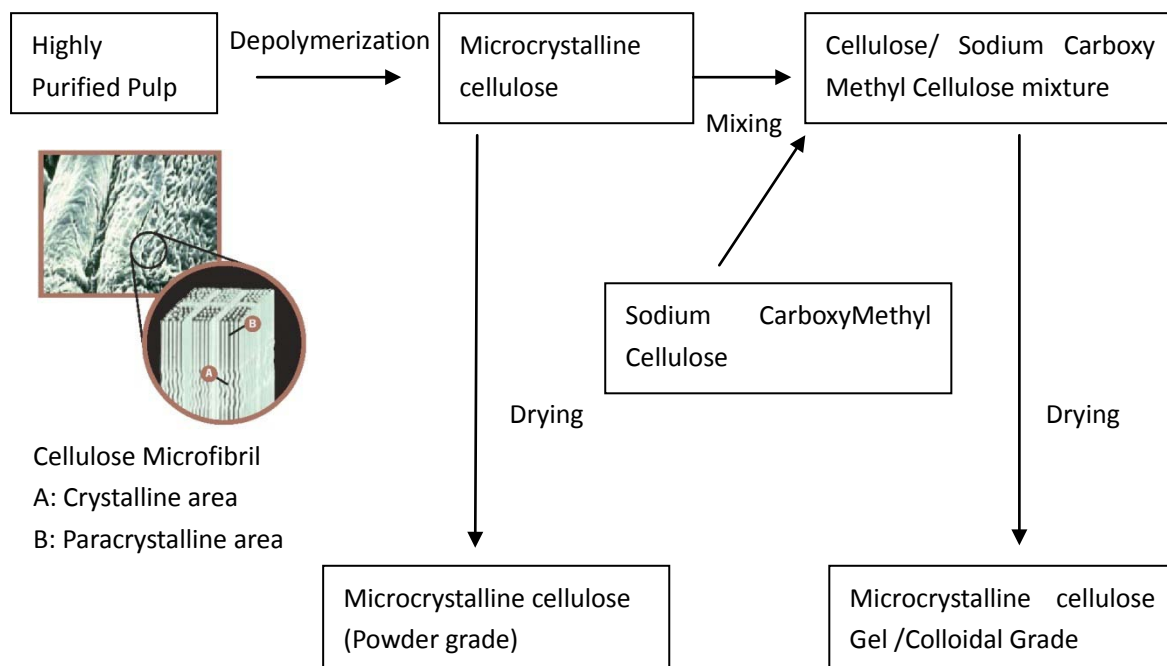 Highly
Purified Pulp
Depolymerization
Microcrystalline
cellulose
Mixing
Cellulose/ Sodium Carboxy
Methyl Cellulose mixture
B
A
Sodium CarboxyMethyl
Cellulose
Cellulose Microfibril
A: Crystalline area
B: Paracrystalline area
Drying
Drying
Microcrystalline cellulose
(Powder grade)
Microcrystalline cellulose
Gel /Colloidal Grade